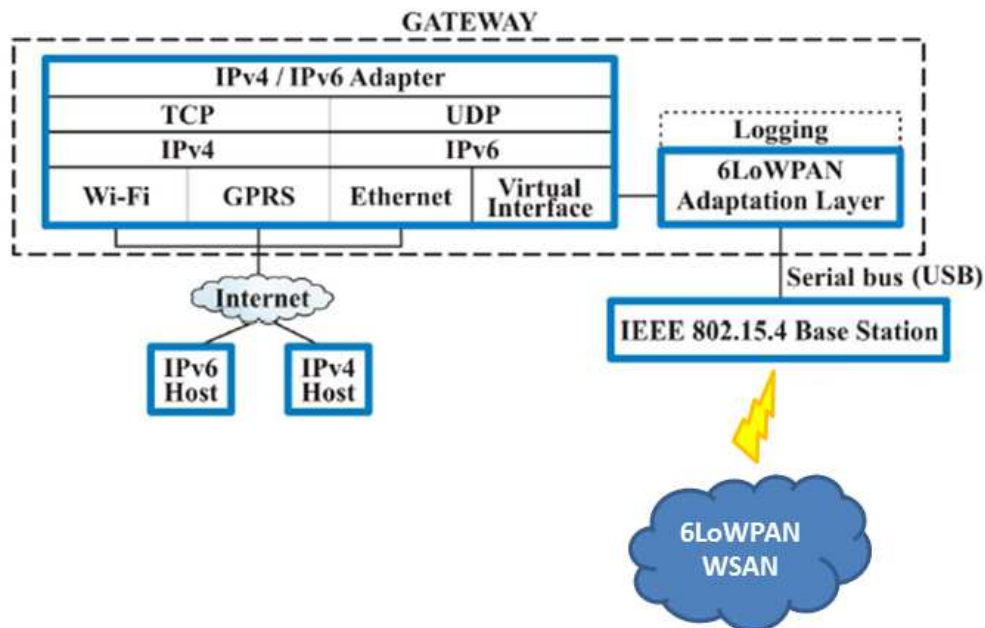 GATEWAY
IPv4 / IPv6 Adapter
TCP UDP
IPv4 IPv6
Wi-Fi GPRS Ethernet Virtual
Interface
Logging
6LoWPAN
Adaptation Layer
Serial bus (USB)
IEEE 802.15.4 Base Station
Internet
IPv6
Host
IPv4
Host
6LoWPAN
WSAN